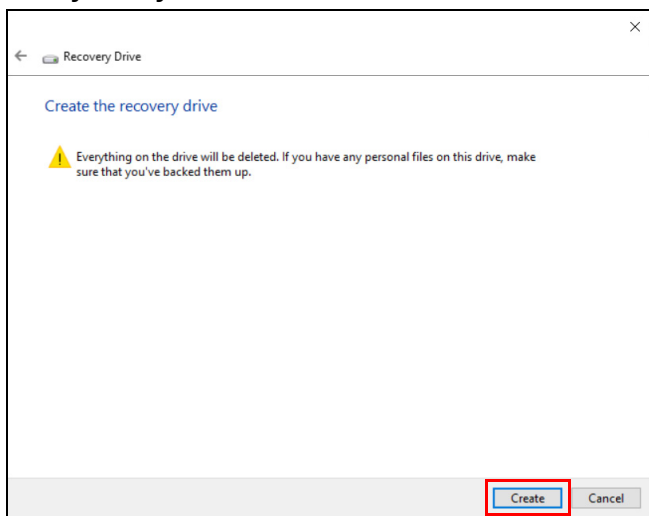 Recovery Drive
Create the recovery drive
Everything on the drive will be deleted. If you have any personal files on this drive, make
sure that you've backed them up.
Create Cancel